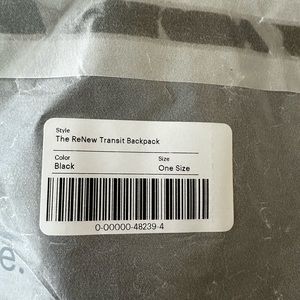 Style
The ReNew Transit Backpack
Color
Size
Black
One Size
0-00000-48239-4
e.